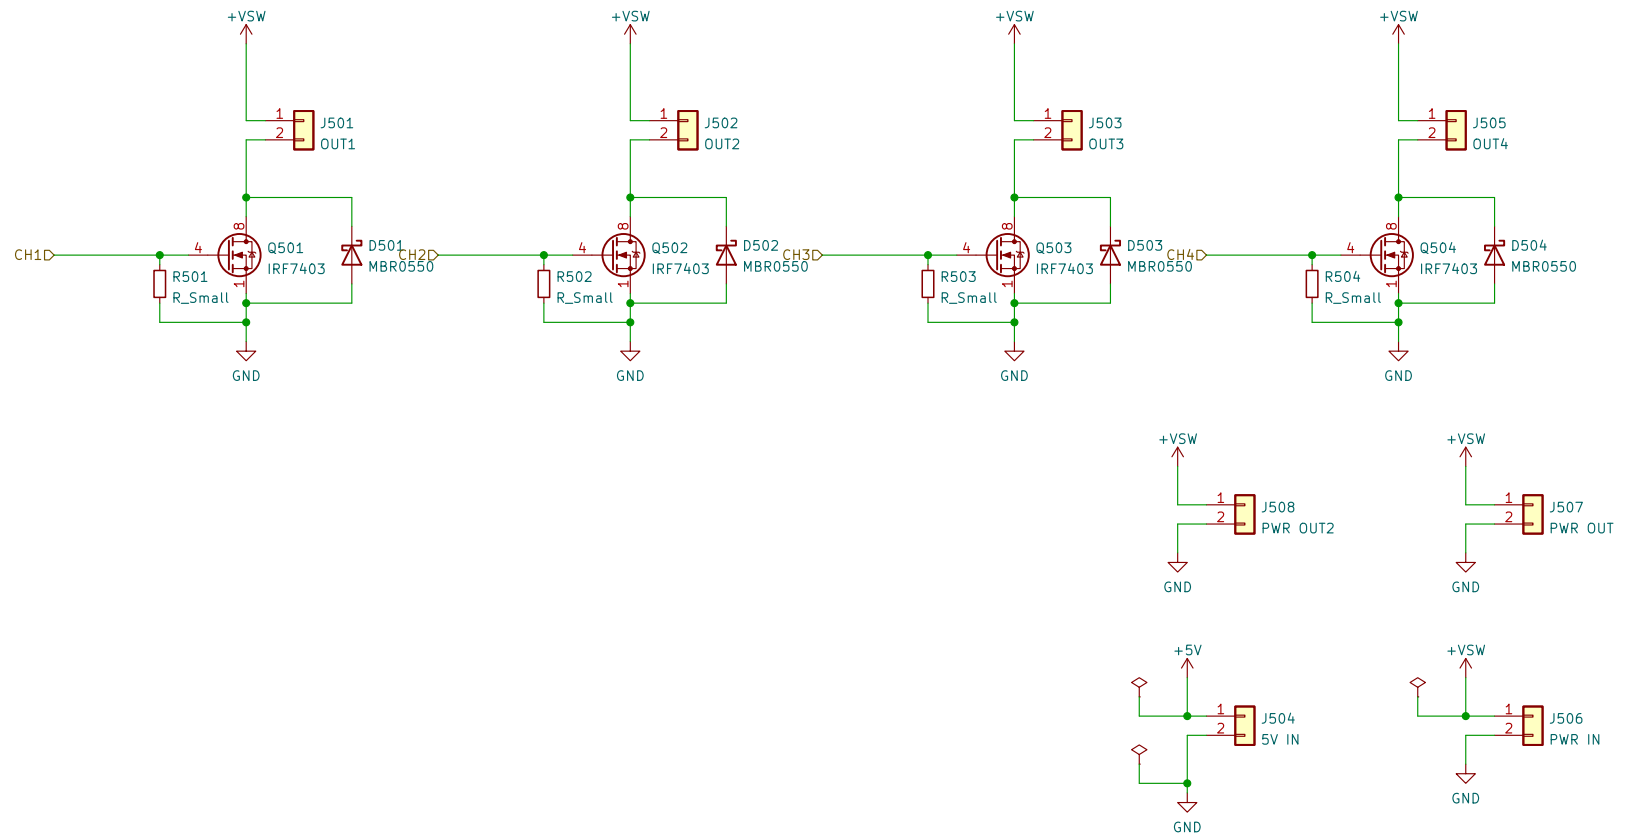 +VSW
+VSW
+VSW
+VSW
1
2
J501
OUT1
1
2
J502
OUT2
1
2
J503
OUT3
1
2
J505
OUT4
CH1
4
8
1
Q501
IRF7403
D501
MBR0550
R501
R_Small
GND
CH2
4
8
1
Q502
IRF7403
D502
MBR0550
R502
R_Small
GND
CH3
4
8
1
Q503
IRF7403
D503
MBR0550
R503
R_Small
GND
CH4
4
8
1
Q504
IRF7403
D504
MBR0550
R504
R_Small
GND
+VSW
1
2
J508
PWR OUT2
GND
+VSW
1
2
J507
PWR OUT
GND
+5V
1
2
J504
5V IN
GND
+VSW
1
2
J506
PWR IN
GND